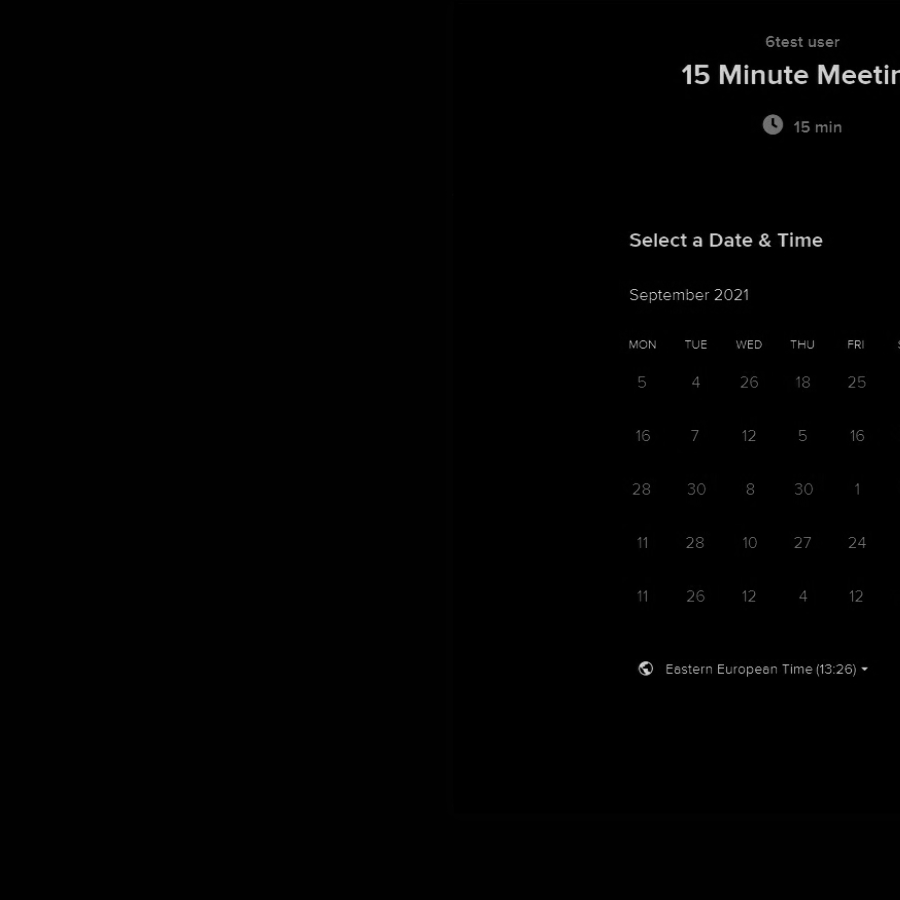 6test user
15 Minute Meetin
15 min
Select a Date & Time
September 2021
MON TUE WED THU FRI
5 4 26 18 25
16 7 12 5 16
28 30 8 30 1
11 28 10 27 24
11 26 12 4 12
Eastern European Time (13:26)